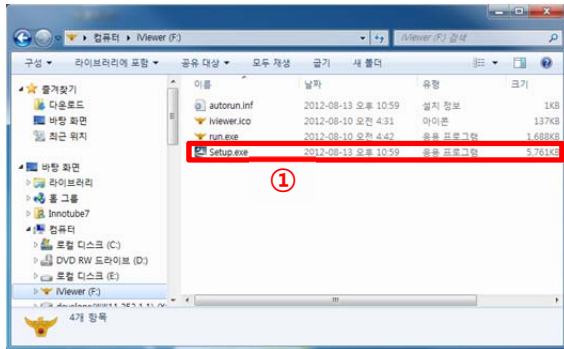 컴퓨터 ▸ iViewer (F:)
iViewer (F:) 검색
구성 ▼ 라이브러리에 포함 ▼ 공유 대상 ▼ 모두 재생 굽기 새 폴더
이름 날짜 유형 크기
autorun.inf 2012-08-13 오후 10:59 설치 정보 1KB
iviewer.ico 2012-08-10 오전 4:31 아이콘 137KB
run.exe 2012-08-10 오전 4:42 응용 프로그램 1,688KB
Setup.exe 2012-08-13 오후 10:59 응용 프로그램 5,761KB
①
즐겨찾기
다운로드
바탕 화면
최근 위치
바탕 화면
라이브러리
홈 그룹
Innotube7
컴퓨터
로컬 디스크 (C:)
DVD RW 드라이브 (D:)
로컬 디스크 (E:)
iViewer (F:)
4개 항목